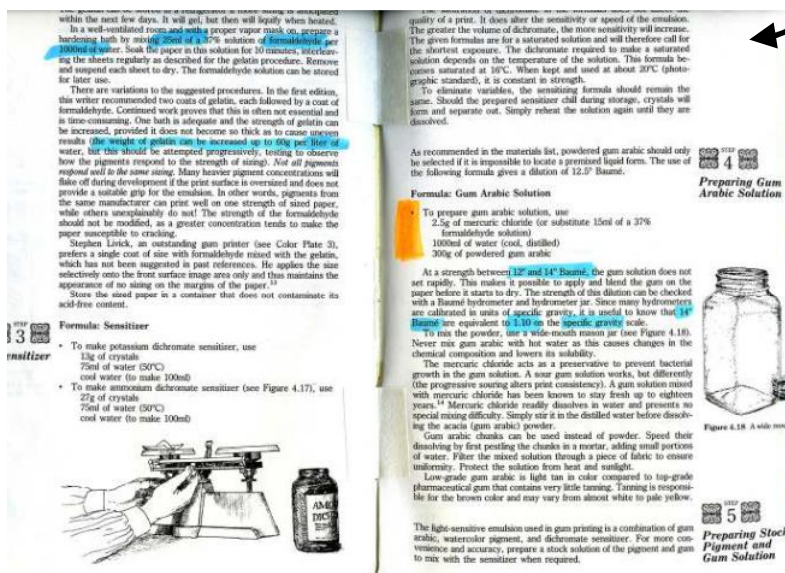 within the next few days. It will gel, but then will liquify when heated.
In a well-ventilated room and with a proper vapor mask on, prepare a
hardening bath by mixing 25ml of a 37% solution of formaldehyde per
1000ml of water. Soak the paper in this solution for 10 minutes, interleav-
ing the sheets regularly as described for the gelatin procedure. Remove
and suspend each sheet to dry. The formaldehyde solution can be stored
for later use.
There are variations to the suggested procedures. In the first edition,
this writer recommended two coats of gelatin, each followed by a coat of
formaldehyde. Continued work proves that this is often not essential and
is time-consuming. One bath is adequate and the strength of gelatin can
be increased, provided it does not become so thick as to cause uneven
results (the weight of gelatin can be increased up to 60g per liter of
water, but this should be attempted progressively, testing to observe
how the pigments respond to the strength of sizing). Not all pigments
respond well to the same sizing. Many heavier pigment concentrations will
flake off during development if the print surface is oversized and does not
provide a suitable grip for the emulsion. In other words, pigments from
the same manufacturer can print well on one strength of sized paper,
while others unexplainably do not! The strength of the formaldehyde
should not be modified, as a greater concentration tends to make the
paper susceptible to cracking.
Stephen Livick, an outstanding gum printer (see Color Plate 3),
prefers a single coat of size with formaldehyde mixed with the gelatin,
which has not been suggested in past references. He applies the size
selectively onto the front surface image area only and thus maintains the
appearance of no sizing on the margins of the paper.13
Store the sized paper in a container that does not contaminate its
acid-free content.
STEP
3
ensitizer
Formula: Sensitizer
• To make potassium dichromate sensitizer, use
13g of crystals
75ml of water (50°C)
cool water (to make 100ml)
• To make ammonium dichromate sensitizer (see Figure 4.17), use
27g of crystals
75ml of water (50°C)
cool water (to make 100ml)
quality of a print. It does alter the sensitivity or speed of the emulsion.
The greater the volume of dichromate, the more sensitivity will increase.
The given formulas are for a saturated solution and will therefore call for
the shortest exposure. The dichromate required to make a saturated
solution depends on the temperature of the solution. This formula be-
comes saturated at 16°C. When kept and used at about 20°C (photo-
graphic standard), it is constant in strength.
To eliminate variables, the sensitizing formula should remain the
same. Should the prepared sensitizer chill during storage, crystals will
form and separate out. Simply reheat the solution again until they are
dissolved.
As recommended in the materials list, powdered gum arabic should only
be selected if it is impossible to locate a premixed liquid form. The use of
the following formula gives a dilution of 12.5° Baumé.
STEP
4
Preparing Gum
Arabic Solution
Formula: Gum Arabic Solution
• To prepare gum arabic solution, use
2.5g of mercuric chloride (or substitute 15ml of a 37%
formaldehyde solution)
1000ml of water (cool, distilled)
300g of powdered gum arabic
At a strength between 12° and 14° Baumé, the gum solution does not
set rapidly. This makes it possible to apply and blend the gum on the
paper before it starts to dry. The strength of this dilution can be checked
with a Baumé hydrometer and hydrometer jar. Since many hydrometers
are calibrated in units of specific gravity, it is useful to know that 14°
Baumé are equivalent to 1.10 on the specific gravity scale.
To mix the powder, use a wide-mouth mason jar (see Figure 4.18).
Never mix gum arabic with hot water as this causes changes in the
chemical composition and lowers its solubility.
The mercuric chloride acts as a preservative to prevent bacterial
growth in the gum solution. A sour gum solution works, but differently
(the progressive souring alters print consistency). A gum solution mixed
with mercuric chloride has been known to stay fresh up to eighteen
years.14 Mercuric chloride readily dissolves in water and presents no
special mixing difficulty. Simply stir it in the distilled water before dissolv-
ing the acacia (gum arabic) powder.
Gum arabic chunks can be used instead of powder. Speed their
dissolving by first pestling the chunks in a mortar, adding small portions
of water. Filter the mixed solution through a piece of fabric to ensure
uniformity. Protect the solution from heat and sunlight.
Low-grade gum arabic is light tan in color compared to top-grade
pharmaceutical gum that contains very little tanning. Tanning is responsi-
ble for the brown color and may vary from almost white to pale yellow.
Figure 4.18 A wide mo
The light-sensitive emulsion used in gum printing is a combination of gum
arabic, watercolor pigment, and dichromate sensitizer. For more con-
venience and accuracy, prepare a stock solution of the pigment and gum
to mix with the sensitizer when required.
STEP
5
Preparing Stock
Pigment and
Gum Solution